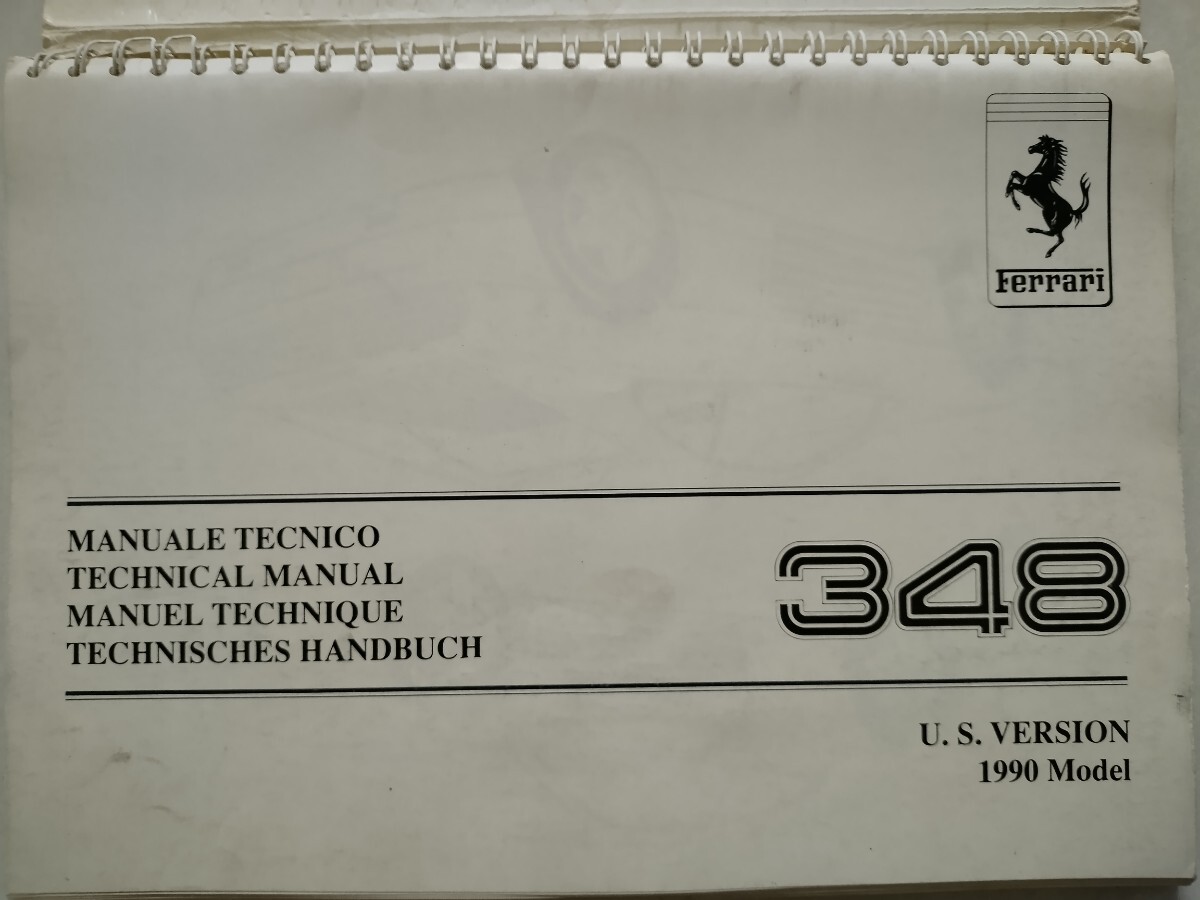 Ferrari
MANUALE TECNICO
TECHNICAL MANUAL
MANUEL TECHNIQUE
TECHNISCHES HANDBUCH
348
U. S. VERSION
1990 Model